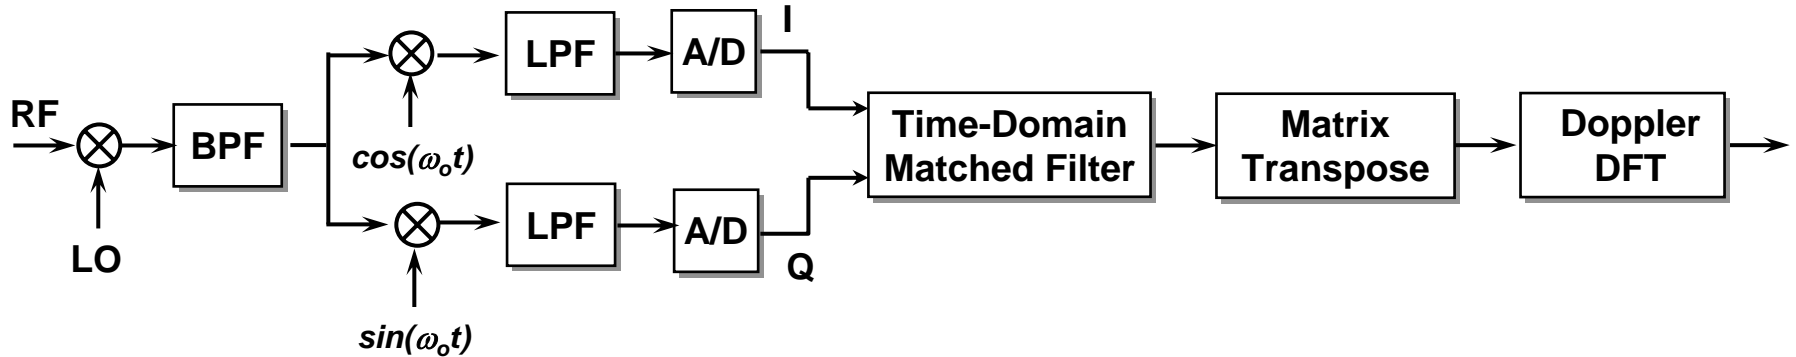 RF
LO
BPF
cos(ωₒt)
sin(ωₒt)
LPF
A/D
I
LPF
A/D
Q
Time-Domain
Matched Filter
Matrix
Transpose
Doppler
DFT